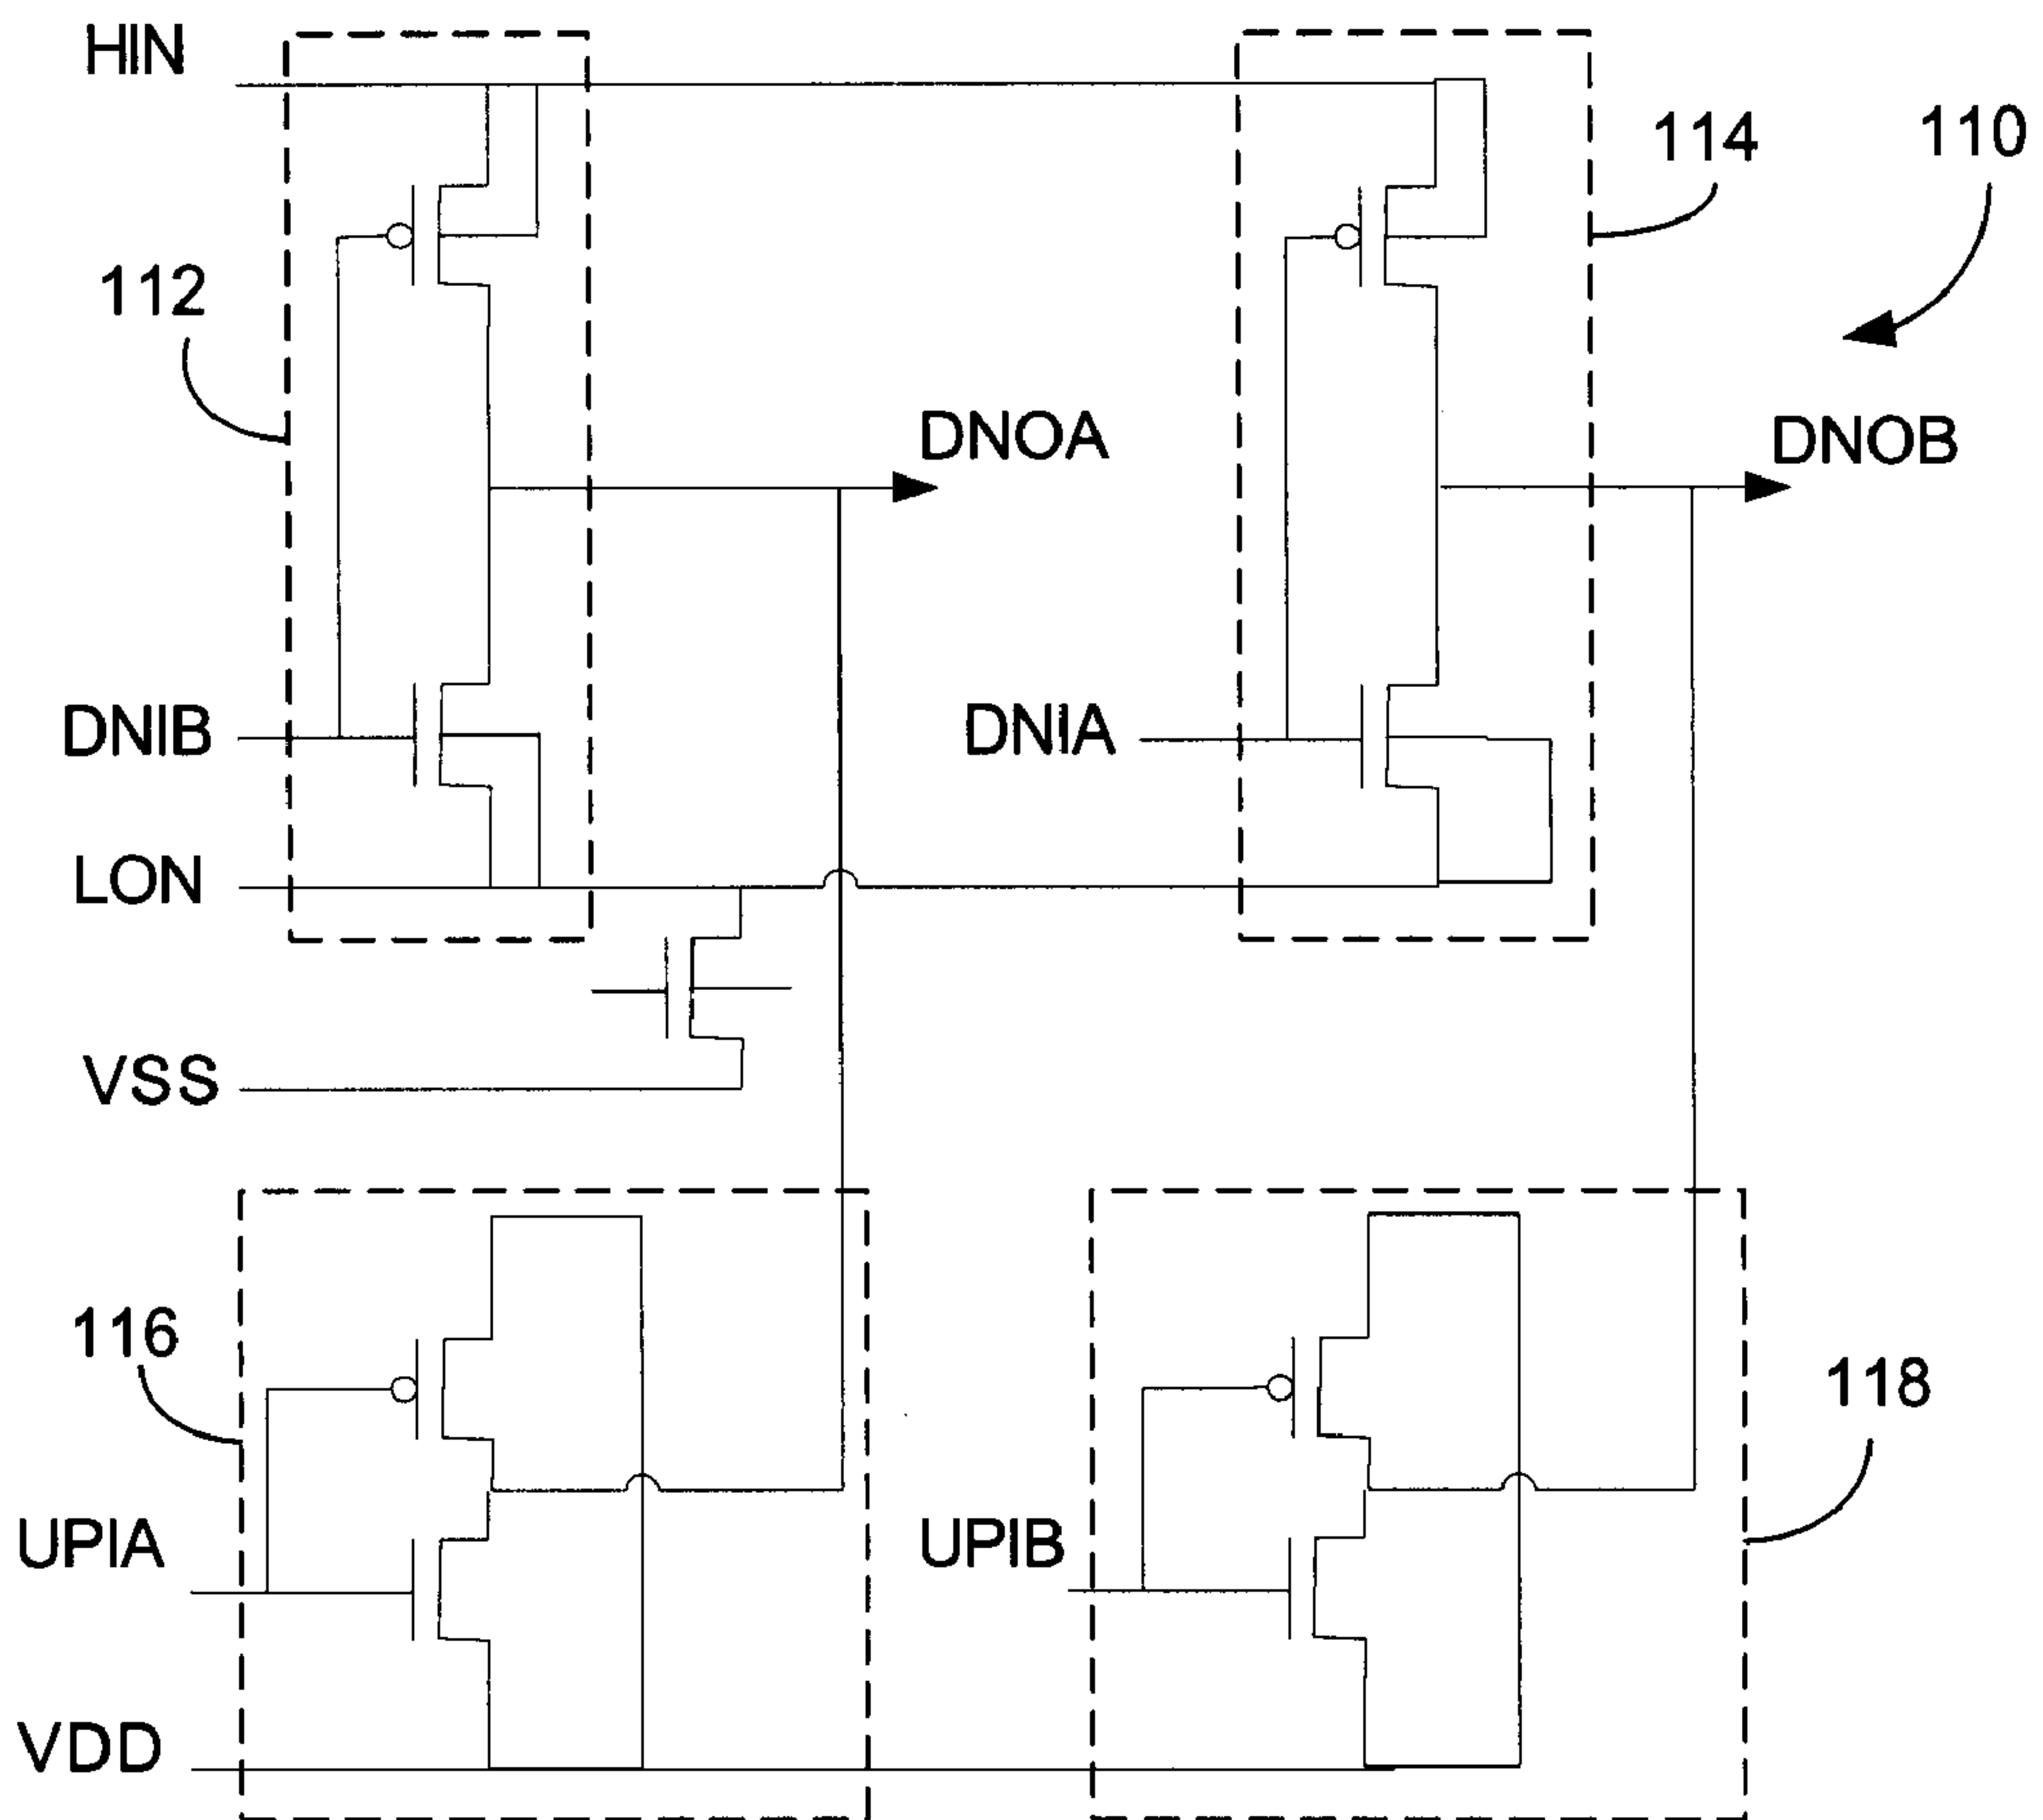 HIN
114
110
112
DNOA
DNOB
DNIB
DNIA
LON
VSS
116
118
UPIA
UPIB
VDD